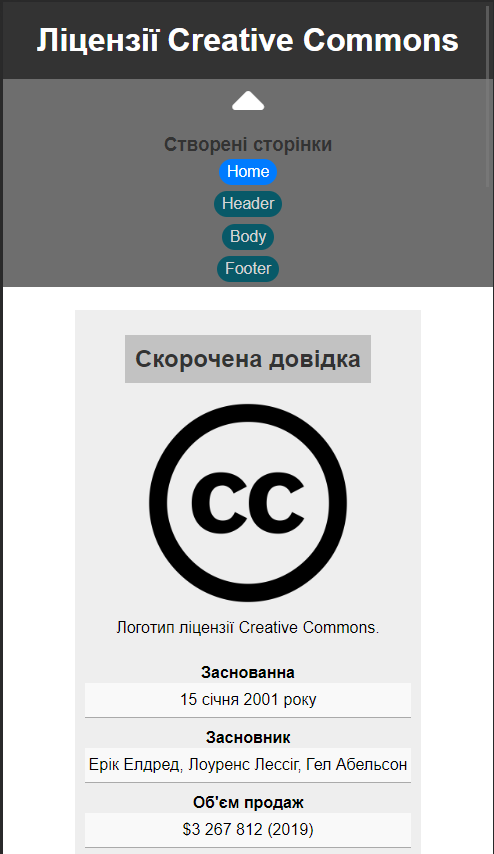 Ліцензії Creative Commons
Створені сторінки
Home
Header
Body
Footer
Скорочена довідка
cc
Логотип ліцензії Creative Commons.
Заснованна
15 січня 2001 року
Засновник
Ерік Елдред, Лоуренс Лессіг, Гел Абельсон
Об'єм продаж
$3 267 812 (2019)